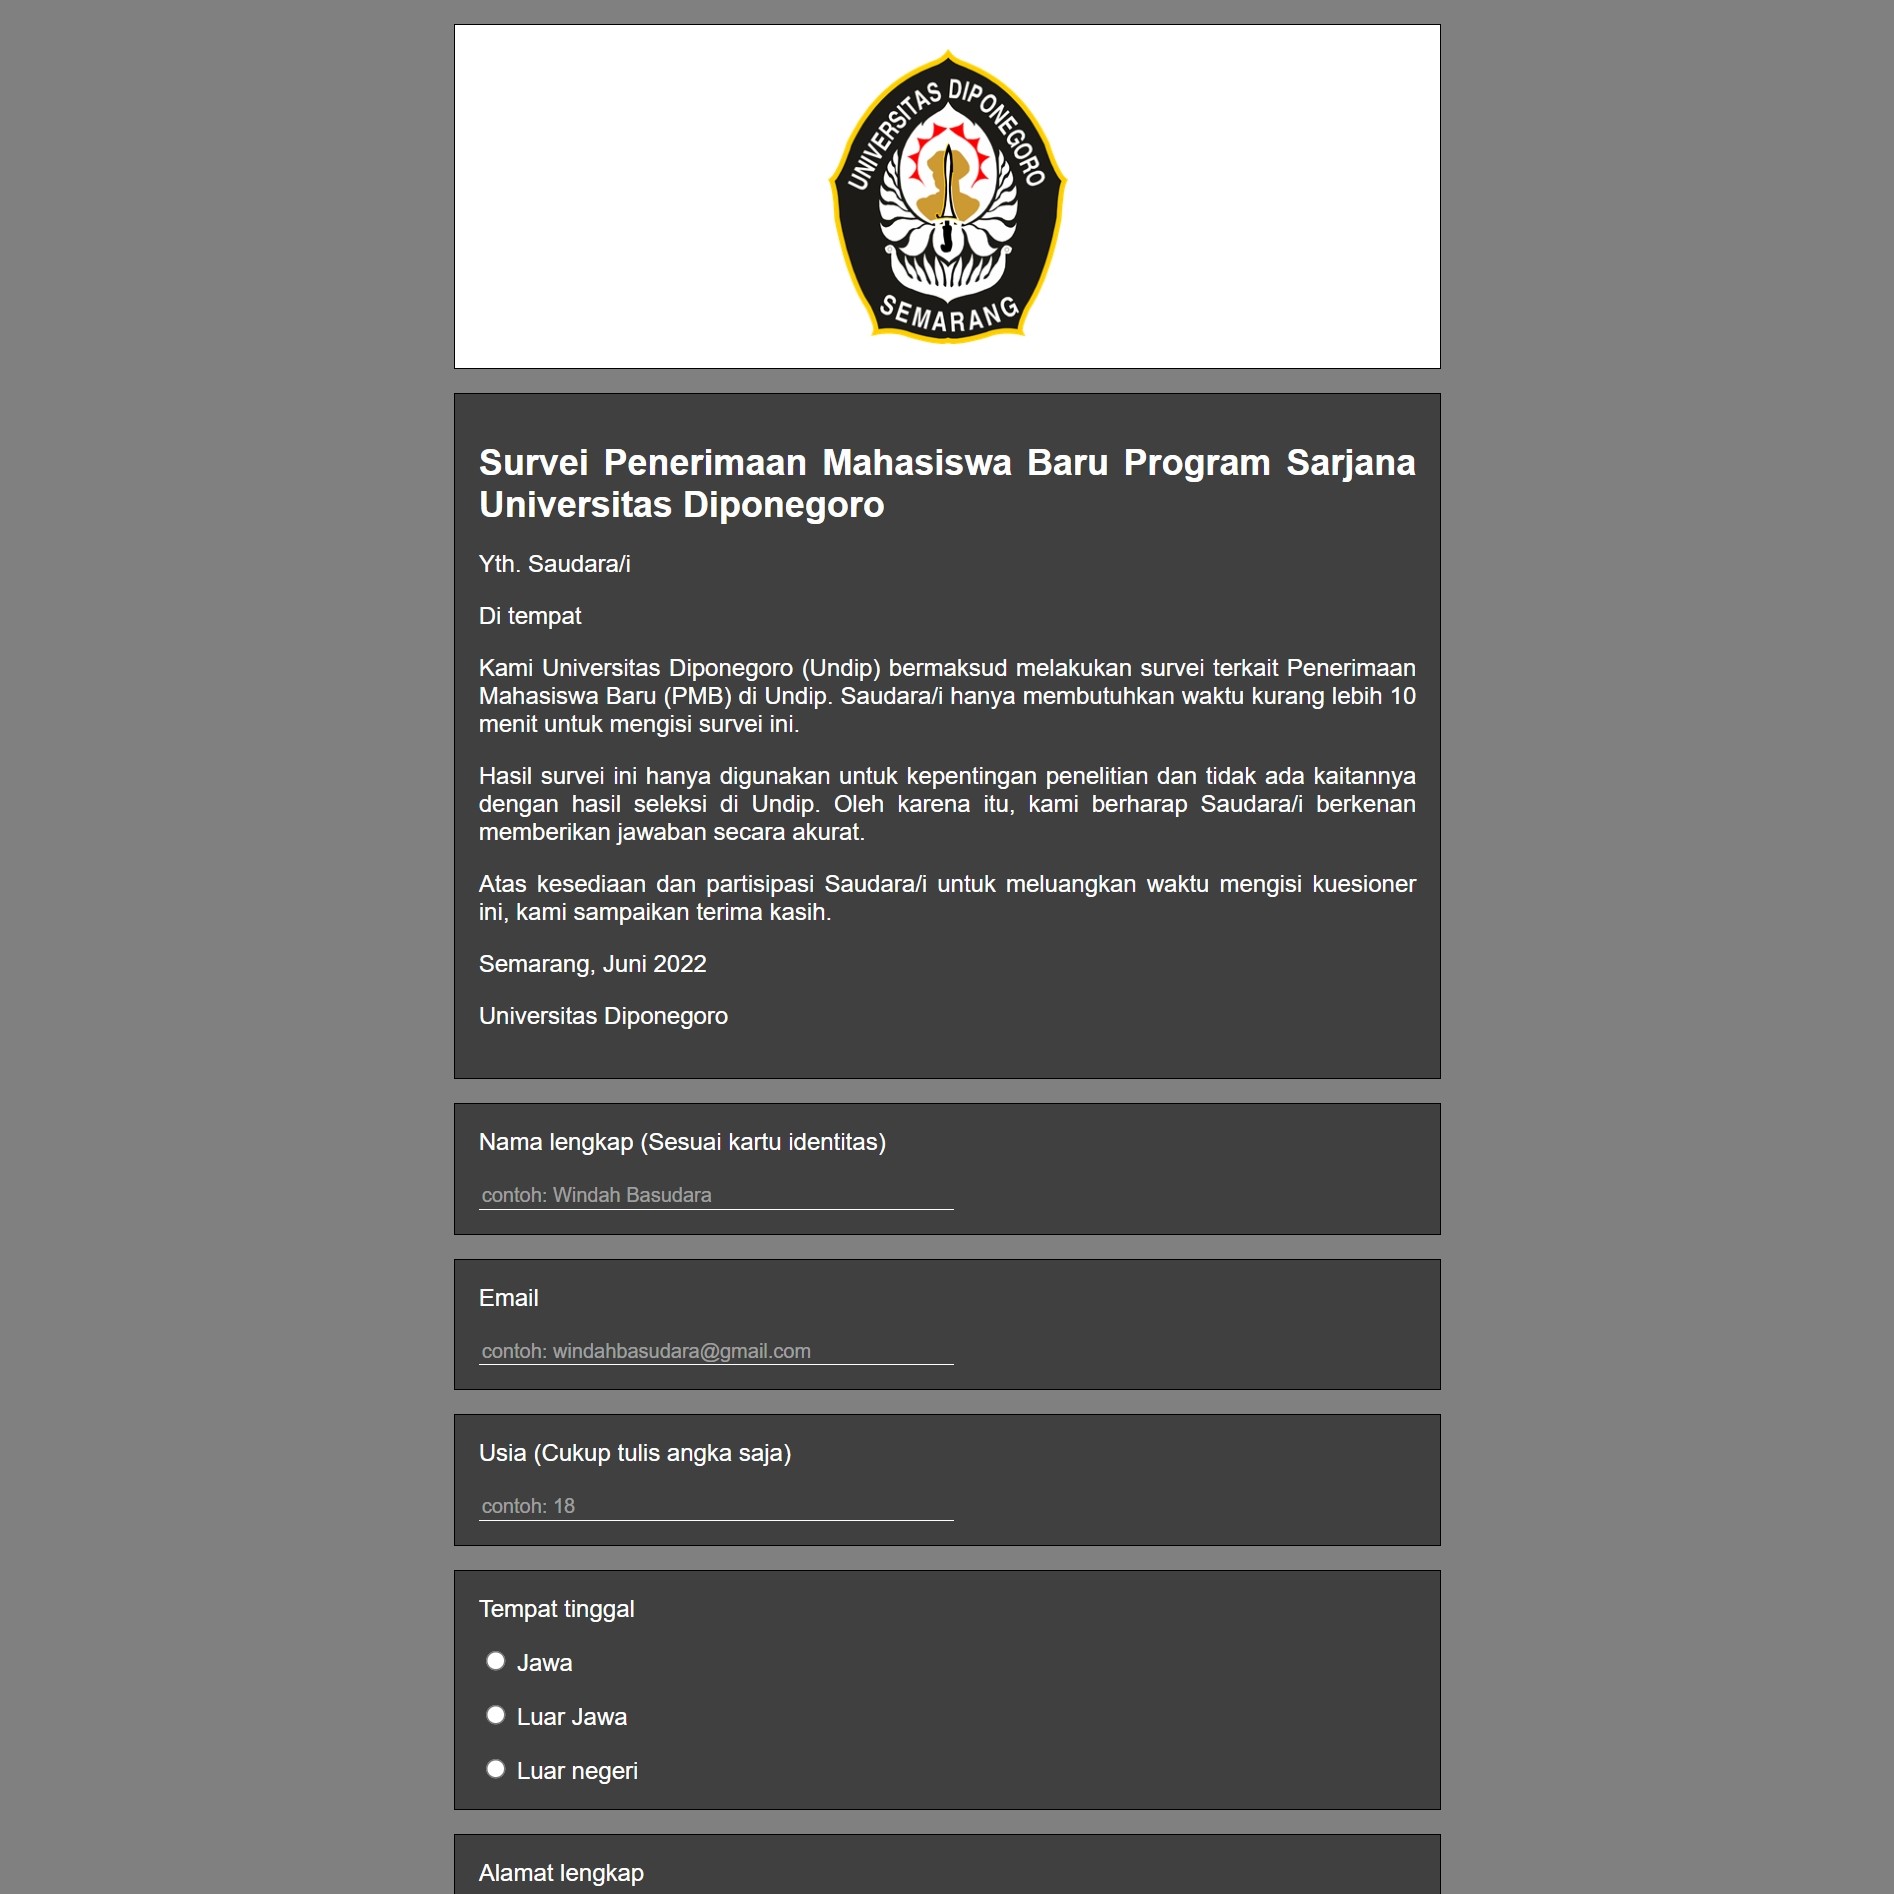 UNIVERSITAS DIPONEGORO
SEMARANG
Survei Penerimaan Mahasiswa Baru Program Sarjana
Universitas Diponegoro
Yth. Saudara/i
Di tempat
Kami Universitas Diponegoro (Undip) bermaksud melakukan survei terkait Penerimaan
Mahasiswa Baru (PMB) di Undip. Saudara/i hanya membutuhkan waktu kurang lebih 10
menit untuk mengisi survei ini.
Hasil survei ini hanya digunakan untuk kepentingan penelitian dan tidak ada kaitannya
dengan hasil seleksi di Undip. Oleh karena itu, kami berharap Saudara/i berkenan
memberikan jawaban secara akurat.
Atas kesediaan dan partisipasi Saudara/i untuk meluangkan waktu mengisi kuesioner
ini, kami sampaikan terima kasih.
Semarang, Juni 2022
Universitas Diponegoro
Nama lengkap (Sesuai kartu identitas)
contoh: Windah Basudara
Email
contoh: windahbasudara@gmail.com
Usia (Cukup tulis angka saja)
contoh: 18
Tempat tinggal
Jawa
Luar Jawa
Luar negeri
Alamat lengkap